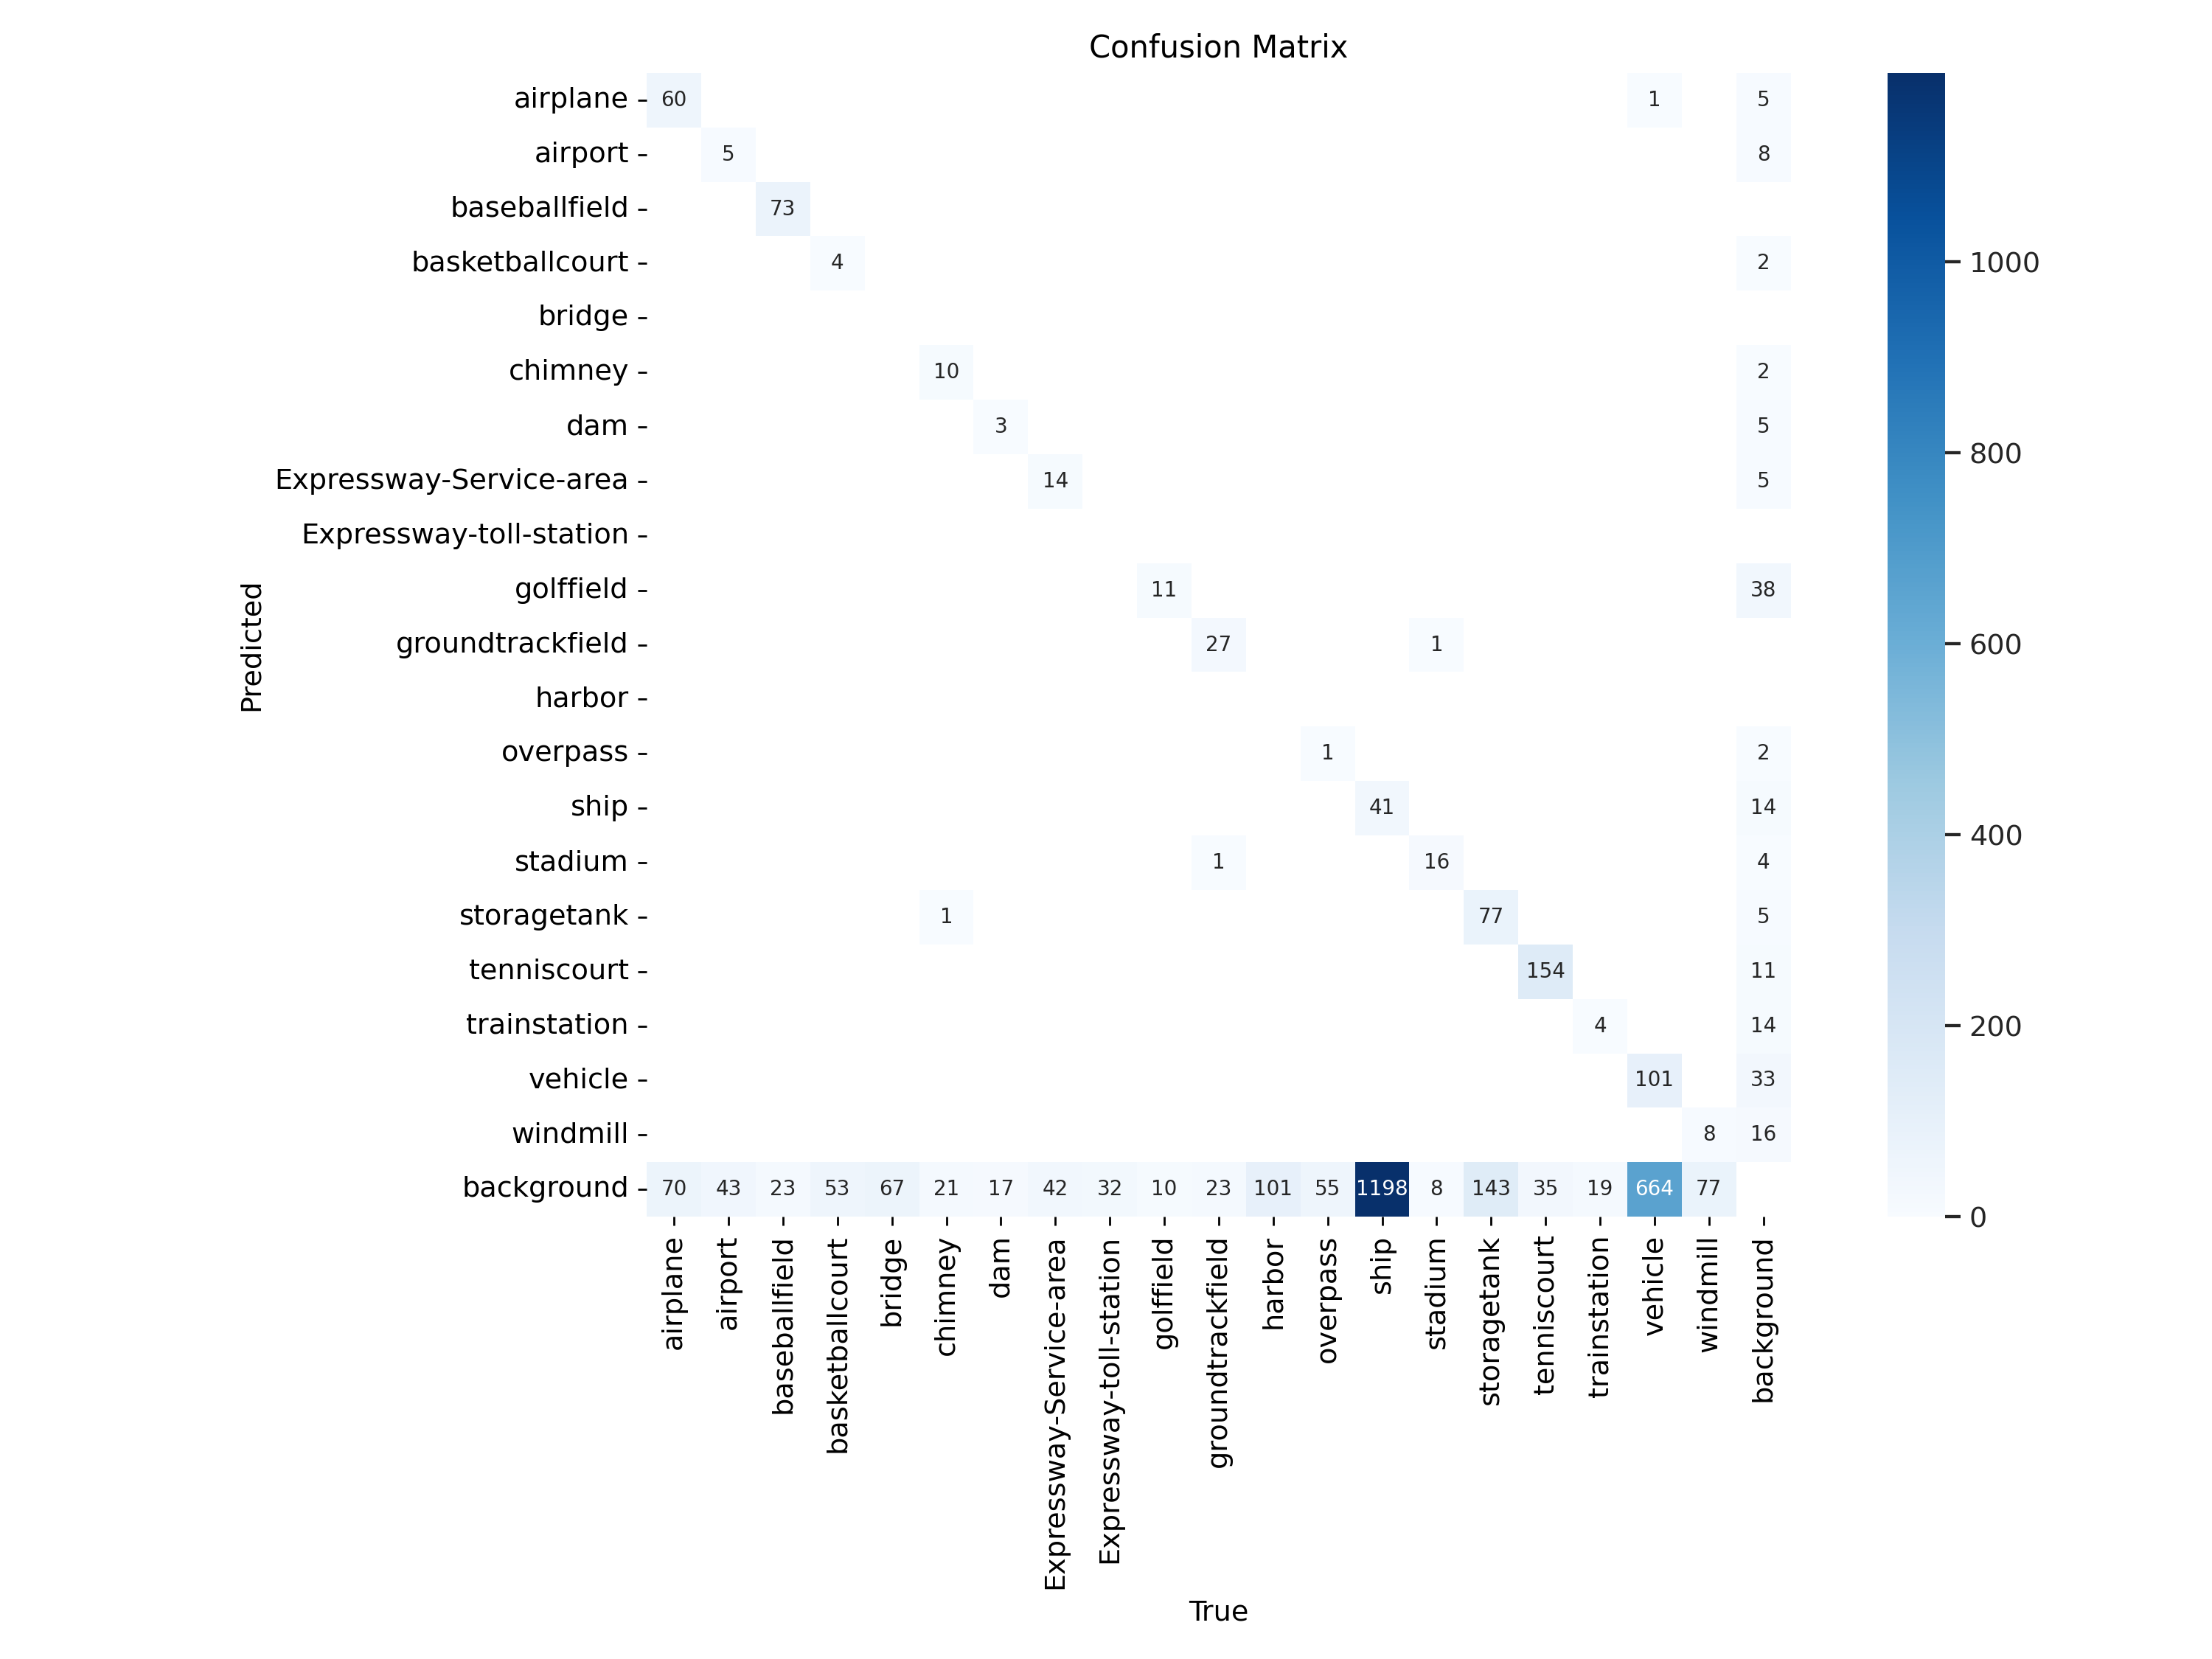 Confusion Matrix
airplane 60 1 5
airport 5 8
baseballfield 73
basketballcourt 4 2
bridge
chimney 10 2
dam 3 5
Expressway-Service-area 14 5
Expressway-toll-station
golffield 11 38
groundtrackfield 27 1
harbor
overpass 1 2
ship 41 14
stadium 1 16 4
storagetank 1 77 5
tenniscourt 154 11
trainstation 4 14
vehicle 101 33
windmill 8 16
background 70 43 23 53 67 21 17 42 32 10 23 101 55 1198 8 143 35 19 664 77
Predicted
airplane
airport
baseballfield
basketballcourt
bridge
chimney
dam
Expressway-Service-area
Expressway-toll-station
golffield
groundtrackfield
harbor
overpass
ship
stadium
storagetank
tenniscourt
trainstation
vehicle
windmill
background
True
1000
800
600
400
200
0